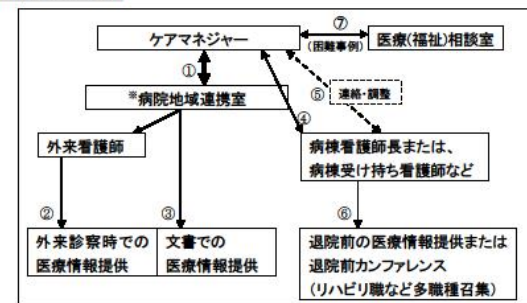 ケアマネジャー
⑦
(困難事例)
医療(福祉)相談室
①
※病院地域連携室
⑤
連絡・調整
④
外来看護師
病棟看護師長または、
病棟受け持ち看護師など
②
③
⑥
外来診察時での
医療情報提供
文書での
医療情報提供
退院前の医療情報提供または
退院前カンファレンス
(リハビリ職など多職種召集)